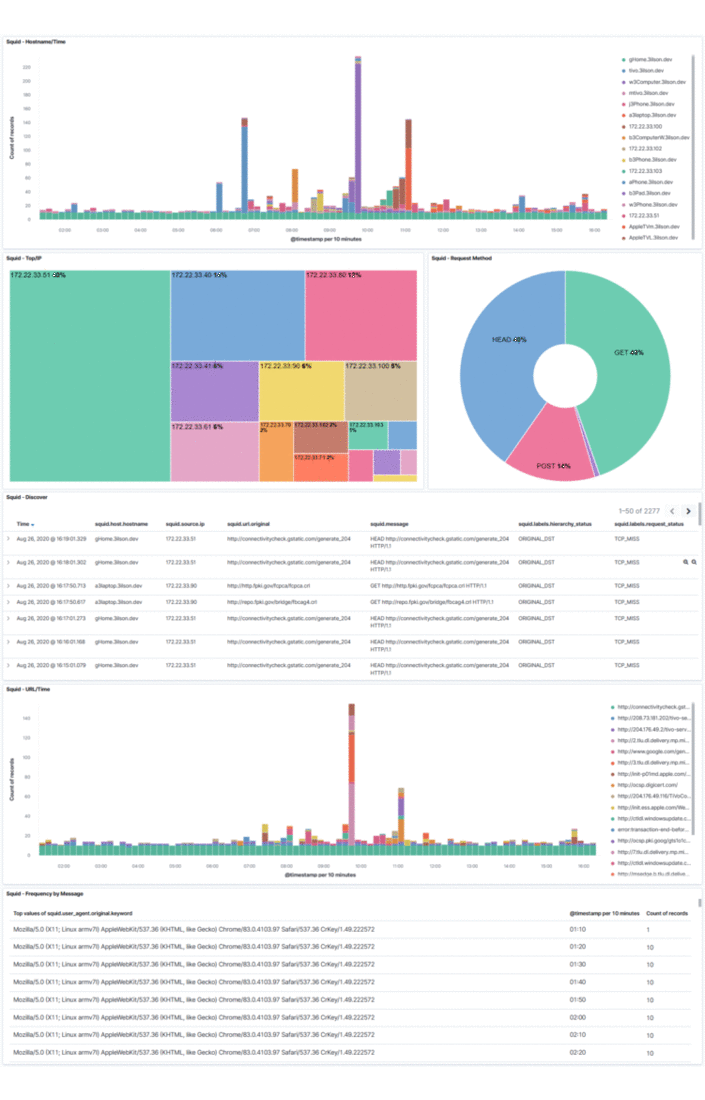 Squid - Hostname/Time
220
200
180
160
140
120
100
80
60
40
20
0
Count of records
02:00
03:00
04:00
05:00
06:00
07:00
08:00
09:00
10:00
11:00
12:00
13:00
14:00
15:00
16:00
@timestamp per 10 minutes
gHome.3ilson.dev
tivo.3ilson.dev
w3Computer.3ilson.dev
mtivo.3ilson.dev
j3Phone.3ilson.dev
a3laptop.3ilson.dev
172.22.33.100
b3ComputerW.3ilson.dev
172.22.33.102
b3Phone.3ilson.dev
172.22.33.103
aPhone.3ilson.dev
b3Pad.3ilson.dev
w3Phone.3ilson.dev
172.22.33.51
AppleTVm.3ilson.dev
AppleTVL.3ilson.dev
Squid - Top/IP
172.22.33.51
172.22.33.40
172.22.33.41 6%
172.22.33.90 6%
172.22.33.100 5%
172.22.33.61 6%
2%
172.22.33.71 2%
1%
Squid - Request Method
HEAD
GET
POST
Squid - Discover
1–50 of 2277
Time squid.host.hostname squid.source.ip squid.url.original squid.message squid.labels.hierarchy_status squid.labels.request_status
Aug 26, 2020 @ 16:19:01.329 gHome.3ilson.dev 172.22.33.51 http://connectivitycheck.gstatic.com/generate_204 HEAD http://connectivitycheck.gstatic.com/generate_204 ORIGINAL_DST TCP_MISS
HTTP/1.1
Aug 26, 2020 @ 16:18:01.302 gHome.3ilson.dev 172.22.33.51 http://connectivitycheck.gstatic.com/generate_204 HEAD http://connectivitycheck.gstatic.com/generate_204 ORIGINAL_DST TCP_MISS
HTTP/1.1
Aug 26, 2020 @ 16:17:50.713 a3laptop.3ilson.dev 172.22.33.90 http://http.fpki.gov/fcpca/fcpca.crl GET http://http.fpki.gov/fcpca/fcpca.crl HTTP/1.1 ORIGINAL_DST TCP_MISS
Aug 26, 2020 @ 16:17:50.617 a3laptop.3ilson.dev 172.22.33.90 http://repo.fpki.gov/bridge/fbcag4.crl GET http://repo.fpki.gov/bridge/fbcag4.crl HTTP/1.1 ORIGINAL_DST TCP_MISS
Aug 26, 2020 @ 16:17:01.273 gHome.3ilson.dev 172.22.33.51 http://connectivitycheck.gstatic.com/generate_204 HEAD http://connectivitycheck.gstatic.com/generate_204 ORIGINAL_DST TCP_MISS
HTTP/1.1
Aug 26, 2020 @ 16:16:01.168 gHome.3ilson.dev 172.22.33.51 http://connectivitycheck.gstatic.com/generate_204 HEAD http://connectivitycheck.gstatic.com/generate_204 ORIGINAL_DST TCP_MISS
HTTP/1.1
Aug 26, 2020 @ 16:15:01.079 gHome.3ilson.dev 172.22.33.51 http://connectivitycheck.gstatic.com/generate_204 HEAD http://connectivitycheck.gstatic.com/generate_204 ORIGINAL_DST TCP_MISS
HTTP/1.1
Squid - URL/Time
140
120
100
80
60
40
20
0
Count of records
02:00
03:00
04:00
05:00
06:00
07:00
08:00
09:00
10:00
11:00
12:00
13:00
14:00
15:00
16:00
@timestamp per 10 minutes
http://connectivitycheck.gst...
http://208.73.181.202/tivo-se...
http://204.176.49.2/tivo-serv...
http://2.tlu.dl.delivery.mp.mi...
http://www.google.com/gen...
http://3.tlu.dl.delivery.mp.mi...
http://init-p01md.apple.com/...
http://ocsp.digicert.com/
http://204.176.49.116/TiVoCo...
http://init.ess.apple.com/We...
http://ctldl.windowsupdate.c...
error:transaction-end-befor...
http://ocsp.pki.goog/gts1o1c...
http://7.tlu.dl.delivery.mp.mi...
http://ctldl.windowsupdate.c...
Squid - Frequency by Message
Top values of squid.user_agent.original.keyword @timestamp per 10 minutes Count of records
Mozilla/5.0 (X11; Linux armv7l) AppleWebKit/537.36 (KHTML, like Gecko) Chrome/83.0.4103.97 Safari/537.36 CrKey/1.49.222572 01:10 1
Mozilla/5.0 (X11; Linux armv7l) AppleWebKit/537.36 (KHTML, like Gecko) Chrome/83.0.4103.97 Safari/537.36 CrKey/1.49.222572 01:20 10
Mozilla/5.0 (X11; Linux armv7l) AppleWebKit/537.36 (KHTML, like Gecko) Chrome/83.0.4103.97 Safari/537.36 CrKey/1.49.222572 01:30 10
Mozilla/5.0 (X11; Linux armv7l) AppleWebKit/537.36 (KHTML, like Gecko) Chrome/83.0.4103.97 Safari/537.36 CrKey/1.49.222572 01:40 10
Mozilla/5.0 (X11; Linux armv7l) AppleWebKit/537.36 (KHTML, like Gecko) Chrome/83.0.4103.97 Safari/537.36 CrKey/1.49.222572 01:50 10
Mozilla/5.0 (X11; Linux armv7l) AppleWebKit/537.36 (KHTML, like Gecko) Chrome/83.0.4103.97 Safari/537.36 CrKey/1.49.222572 02:00 10
Mozilla/5.0 (X11; Linux armv7l) AppleWebKit/537.36 (KHTML, like Gecko) Chrome/83.0.4103.97 Safari/537.36 CrKey/1.49.222572 02:10 10
Mozilla/5.0 (X11; Linux armv7l) AppleWebKit/537.36 (KHTML, like Gecko) Chrome/83.0.4103.97 Safari/537.36 CrKey/1.49.222572 02:20 10